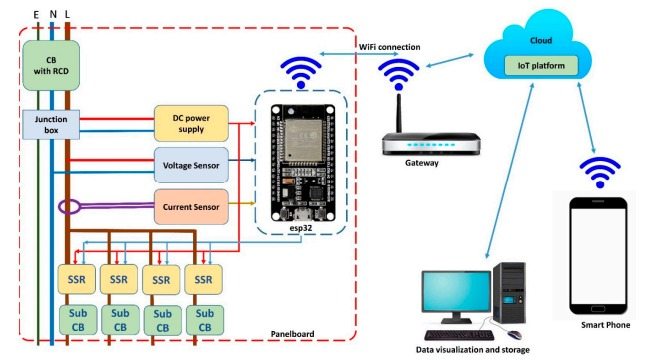 E N L
CB
with RCD
Junction
box
DC power
supply
Voltage Sensor
Current Sensor
esp32
WiFi connection
Gateway
Cloud
IoT platform
SSR SSR SSR SSR
Sub
CB
Sub
CB
Sub
CB
Sub
CB
Panelboard
Data visualization and storage
Smart Phone